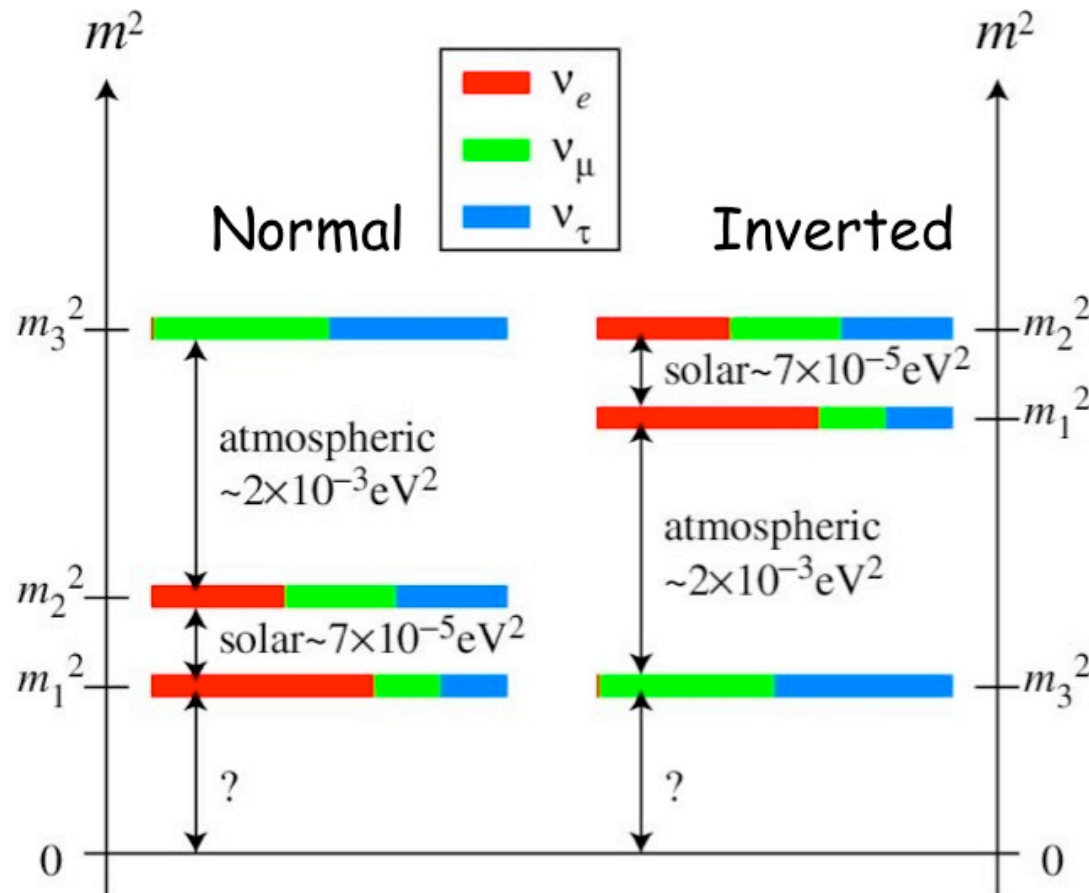 m²
m²
ν_e
ν_μ
ν_τ
Normal
Inverted
m₃²
atmospheric
~2×10⁻³eV²
m₂²
solar~7×10⁻⁵eV²
m₁²
?
0
m₂²
solar~7×10⁻⁵eV²
m₁²
atmospheric
~2×10⁻³eV²
m₃²
?
0